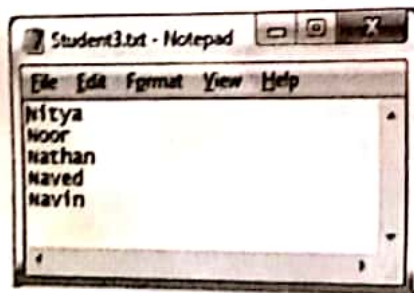 Student3.txt - Notepad
File Edit Format View Help
Nitya
Noor
Nathan
Naved
Navin